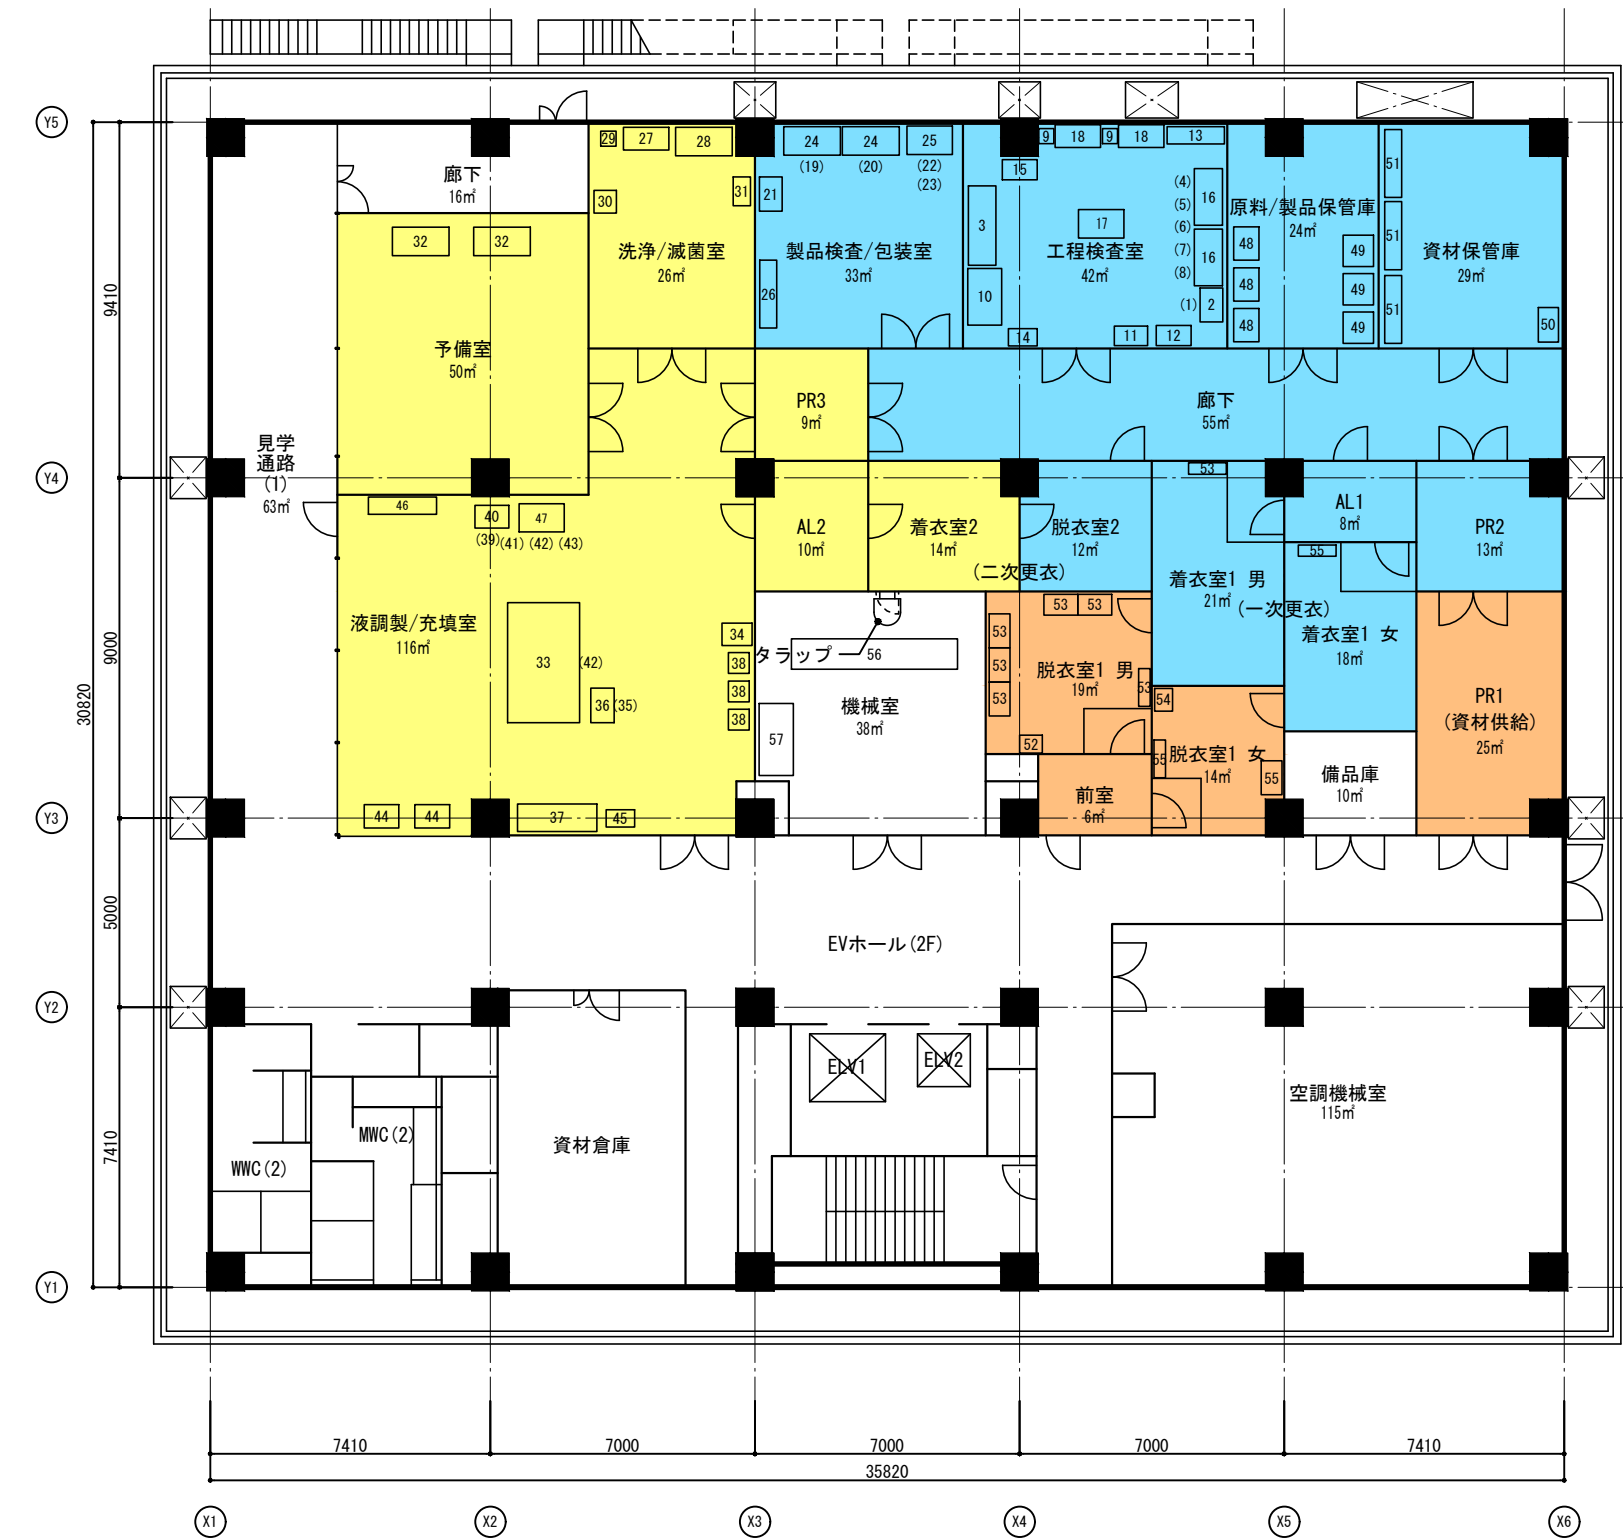 Y5
Y4
Y3
Y2
Y1
9410
9000
5000
7410
30820
廊下
16㎡
29
27
28
30
31
洗浄/滅菌室
26㎡
24
(19)
24
(20)
25
(22)
(23)
21
26
製品検査/包装室
33㎡
9
18
9
18
13
15
3
17
(4)
(5)
16
(6)
(7)
16
(8)
(1)
2
10
14
11
12
工程検査室
42㎡
原料/製品保管庫
24㎡
48
48
48
49
49
49
51
51
51
50
資材保管庫
29㎡
32
32
予備室
50㎡
見学
通路
(1)
63㎡
PR3
9㎡
廊下
55㎡
46
40
(39)
47
(41)
(42)
(43)
AL2
10㎡
着衣室2
14㎡
(二次更衣)
脱衣室2
12㎡
53
着衣室1 男
21㎡
(一次更衣)
AL1
8㎡
55
着衣室1 女
18㎡
PR2
13㎡
液調製/充填室
116㎡
33
(42)
36
(35)
34
38
38
38
44
44
37
45
タラップ
56
57
機械室
38㎡
53
53
53
53
53
53
52
脱衣室1 男
19㎡
54
55
55
脱衣室1 女
14㎡
前室
6㎡
備品庫
10㎡
PR1
(資材供給)
25㎡
EVホール(2F)
ELV1
ELV2
WWC(2)
MWC(2)
資材倉庫
空調機械室
115㎡
7410
7000
7000
7000
7410
35820
X1
X2
X3
X4
X5
X6